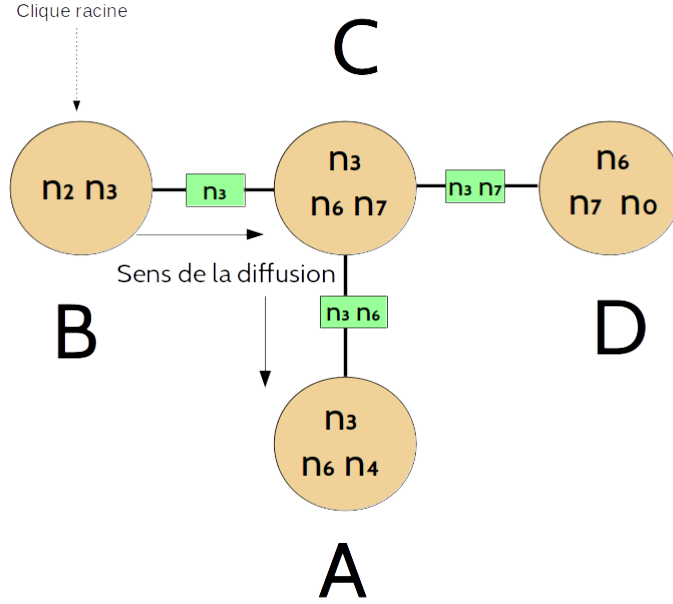 Clique racine
C
n₂ n₃
n₃
n₃
n₆ n₇
n₃ n₇
n₆
n₇ n₀
Sens de la diffusion
B
n₃ n₆
D
n₃
n₆ n₄
A